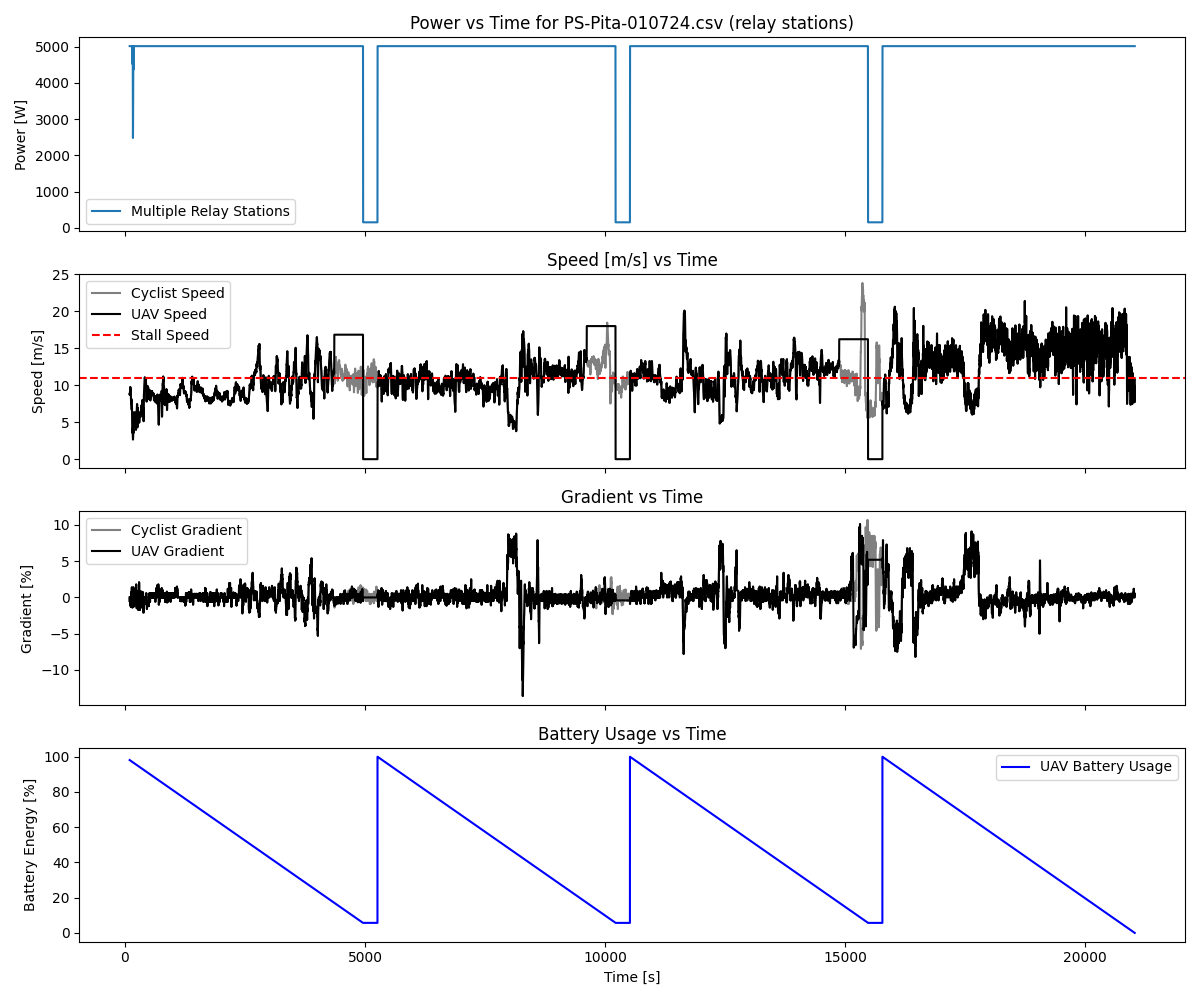 Power vs Time for PS-Pita-010724.csv (relay stations)
5000
4000
3000
2000
1000
0
Power [W]
Multiple Relay Stations
Speed [m/s] vs Time
25
20
15
10
5
0
Speed [m/s]
Cyclist Speed
UAV Speed
Stall Speed
Gradient vs Time
10
5
0
−5
−10
Gradient [%]
Cyclist Gradient
UAV Gradient
Battery Usage vs Time
100
80
60
40
20
0
Battery Energy [%]
UAV Battery Usage
0 5000 10000 15000 20000
Time [s]